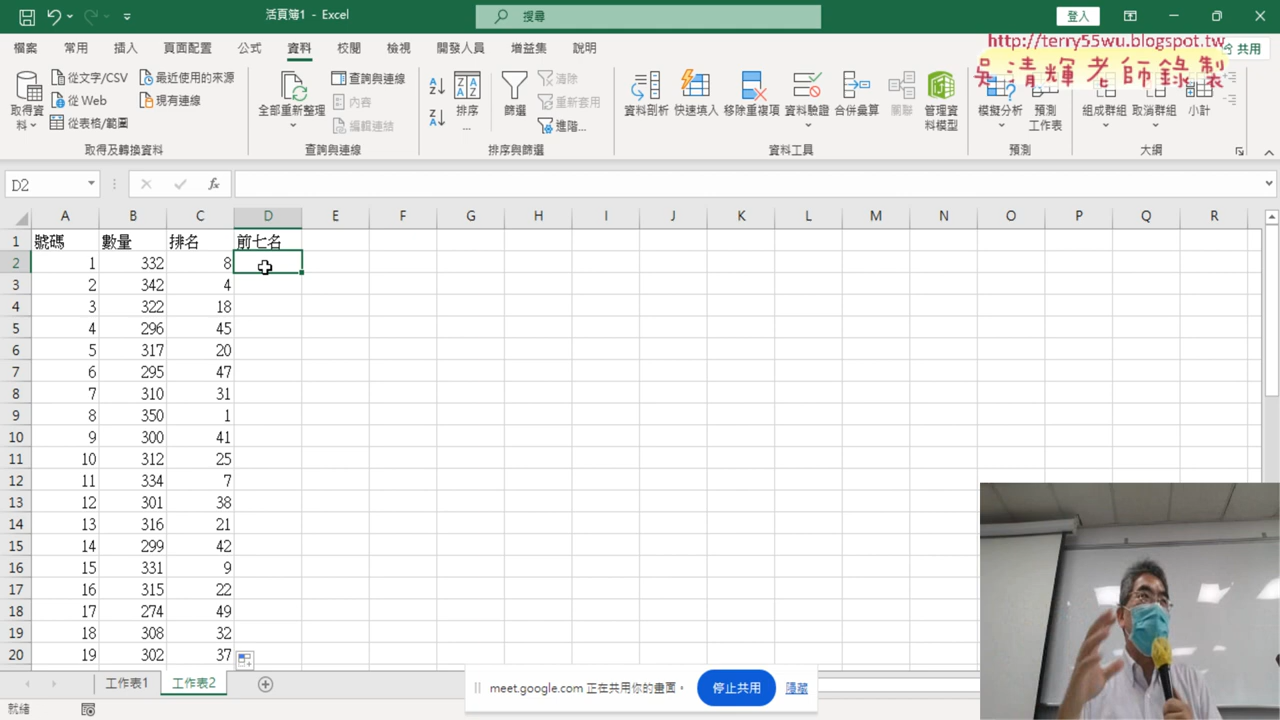 活頁簿1 - Excel
搜尋
登入
http://terry55wu.blogspot.tw
吳清輝老師錄製
共用
檔案 常用 插入 頁面配置 公式 資料 校閱 檢視 開發人員 增益集 說明
取得資料
從文字/CSV
從 Web
從表格/範圍
最近使用的來源
現有連線
取得及轉換資料
全部重新整理
查詢與連線
內容
編輯連結
查詢與連線
排序...
篩選
清除
重新套用
進階...
排序與篩選
資料剖析
快速填入
移除重複項
資料驗證
合併彙算
關聯
管理資料模型
資料工具
模擬分析
預測工作表
預測
組成群組
取消群組
小計
大綱
D2
fx
A B C D E F G H I J K L M N O P Q R
1 號碼 數量 排名 前七名
2 1 332 8
3 2 342 4
4 3 322 18
5 4 296 45
6 5 317 20
7 6 295 47
8 7 310 31
9 8 350 1
10 9 300 41
11 10 312 25
12 11 334 7
13 12 301 38
14 13 316 21
15 14 299 42
16 15 331 9
17 16 315 22
18 17 274 49
19 18 308 32
20 19 302 37
工作表1 工作表2
meet.google.com 正在共用你的畫面。 停止共用 隱藏
就緒